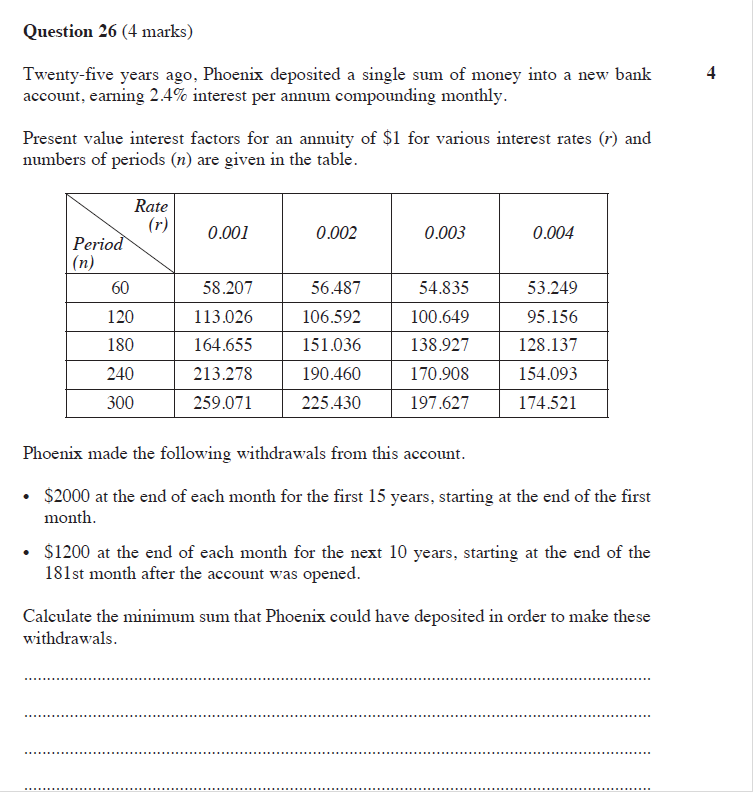 Question 26 (4 marks)
Twenty-five years ago, Phoenix deposited a single sum of money into a new bank 4
account, earning 2.4% interest per annum compounding monthly.
Present value interest factors for an annuity of $1 for various interest rates (r) and
numbers of periods (n) are given in the table.
Rate
(r)
Period
(n)
0.001 0.002 0.003 0.004
60 58.207 56.487 54.835 53.249
120 113.026 106.592 100.649 95.156
180 164.655 151.036 138.927 128.137
240 213.278 190.460 170.908 154.093
300 259.071 225.430 197.627 174.521
Phoenix made the following withdrawals from this account.
• $2000 at the end of each month for the first 15 years, starting at the end of the first
month.
• $1200 at the end of each month for the next 10 years, starting at the end of the
181st month after the account was opened.
Calculate the minimum sum that Phoenix could have deposited in order to make these
withdrawals.